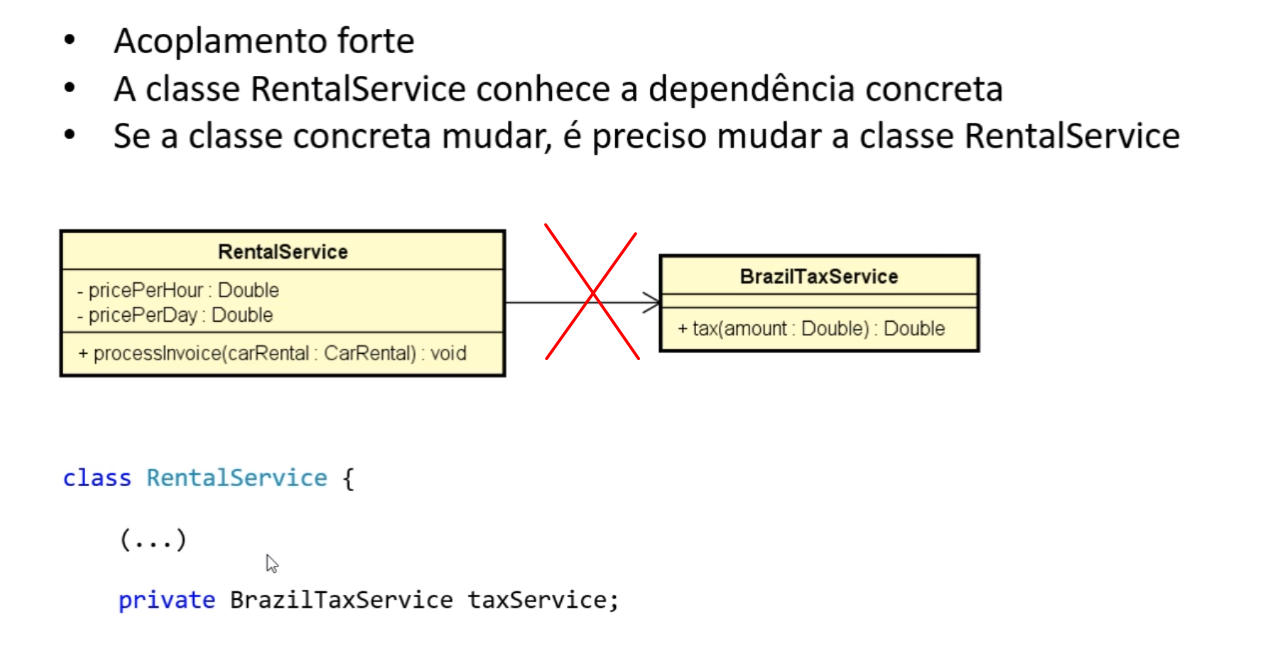 • Acoplamento forte
• A classe RentalService conhece a dependência concreta
• Se a classe concreta mudar, é preciso mudar a classe RentalService
RentalService
- pricePerHour : Double
- pricePerDay : Double
+ processInvoice(carRental : CarRental) : void
BrazilTaxService
+ tax(amount : Double) : Double
class RentalService {
(...)
private BrazilTaxService taxService;